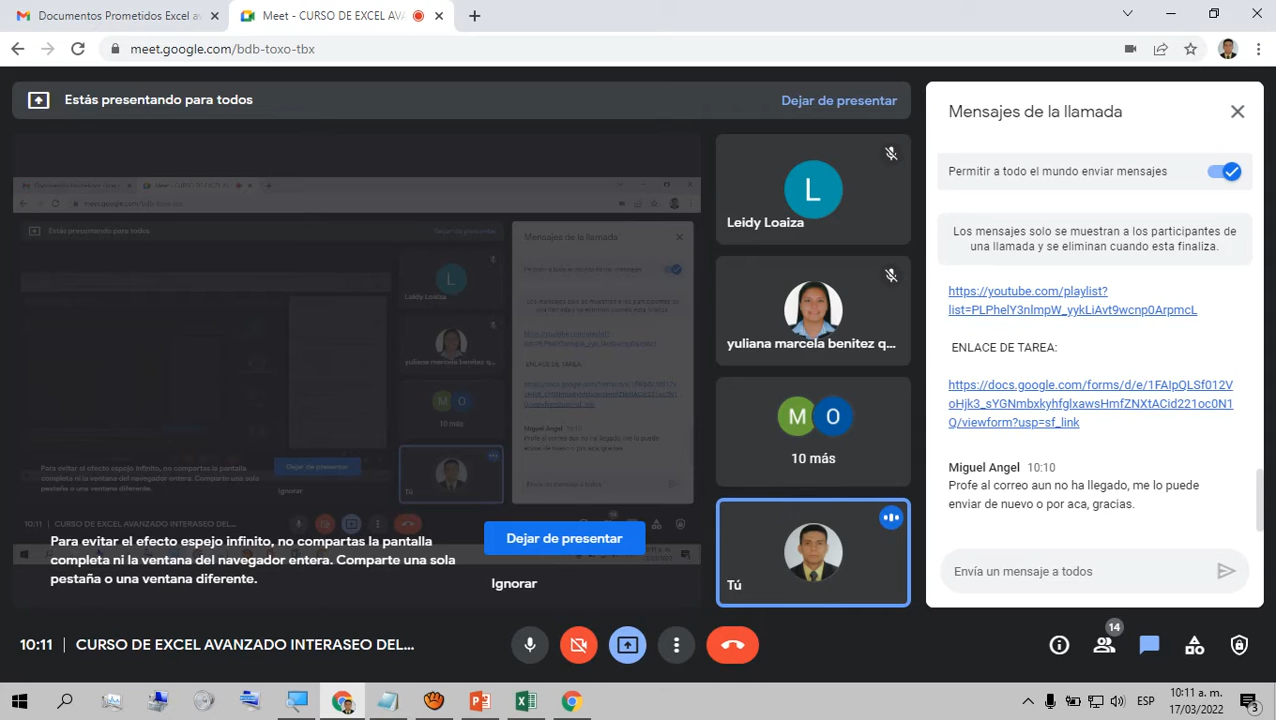 Documentos Prometidos Excel av
Meet - CURSO DE EXCEL AVA
meet.google.com/bdb-toxo-tbx
Estás presentando para todos
Dejar de presentar
Leidy Loaiza
yuliana marcela benitez q...
M O
10 más
Tú
Para evitar el efecto espejo infinito, no compartas la pantalla
completa ni la ventana del navegador entera. Comparte una sola
pestaña o una ventana diferente.
Dejar de presentar
Ignorar
Mensajes de la llamada
Permitir a todo el mundo enviar mensajes
Los mensajes solo se muestran a los participantes de
una llamada y se eliminan cuando esta finaliza.
https://youtube.com/playlist?
list=PLPhelY3nlmpW_yykLiAvt9wcnp0ArpmcL
ENLACE DE TAREA:
https://docs.google.com/forms/d/e/1FAIpQLSf012V
oHjk3_sYGNmbxkyhfglxawsHmfZNXtACid221oc0N1
Q/viewform?usp=sf_link
Miguel Angel 10:10
Profe al correo aun no ha llegado, me lo puede
enviar de nuevo o por aca, gracias.
Envía un mensaje a todos
10:11 | CURSO DE EXCEL AVANZADO INTERASEO DEL...
14
ESP
10:11 a. m.
17/03/2022
3